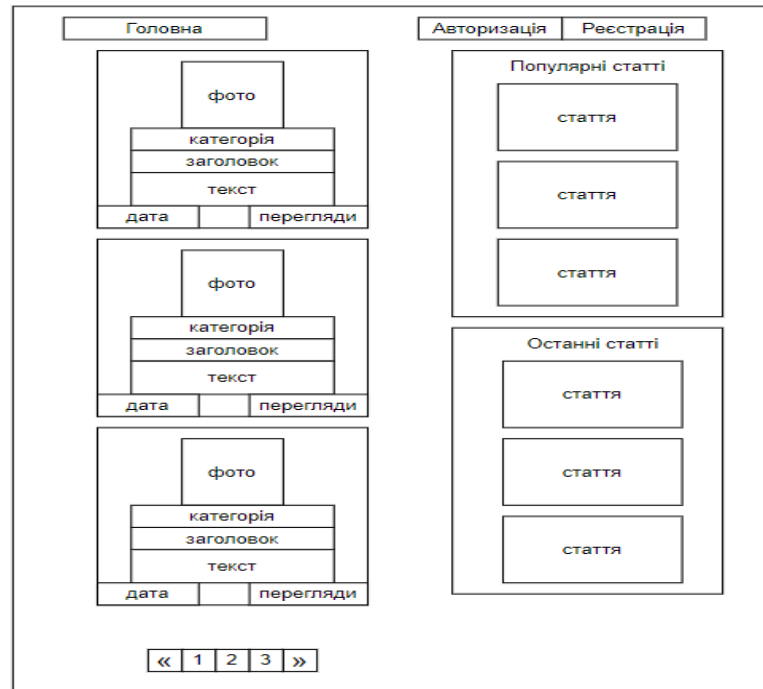 Головна
Авторизація Реєстрація
фото
категорія
заголовок
текст
дата перегляди
фото
категорія
заголовок
текст
дата перегляди
фото
категорія
заголовок
текст
дата перегляди
« 1 2 3 »
Популярні статті
стаття
стаття
стаття
Останні статті
стаття
стаття
стаття